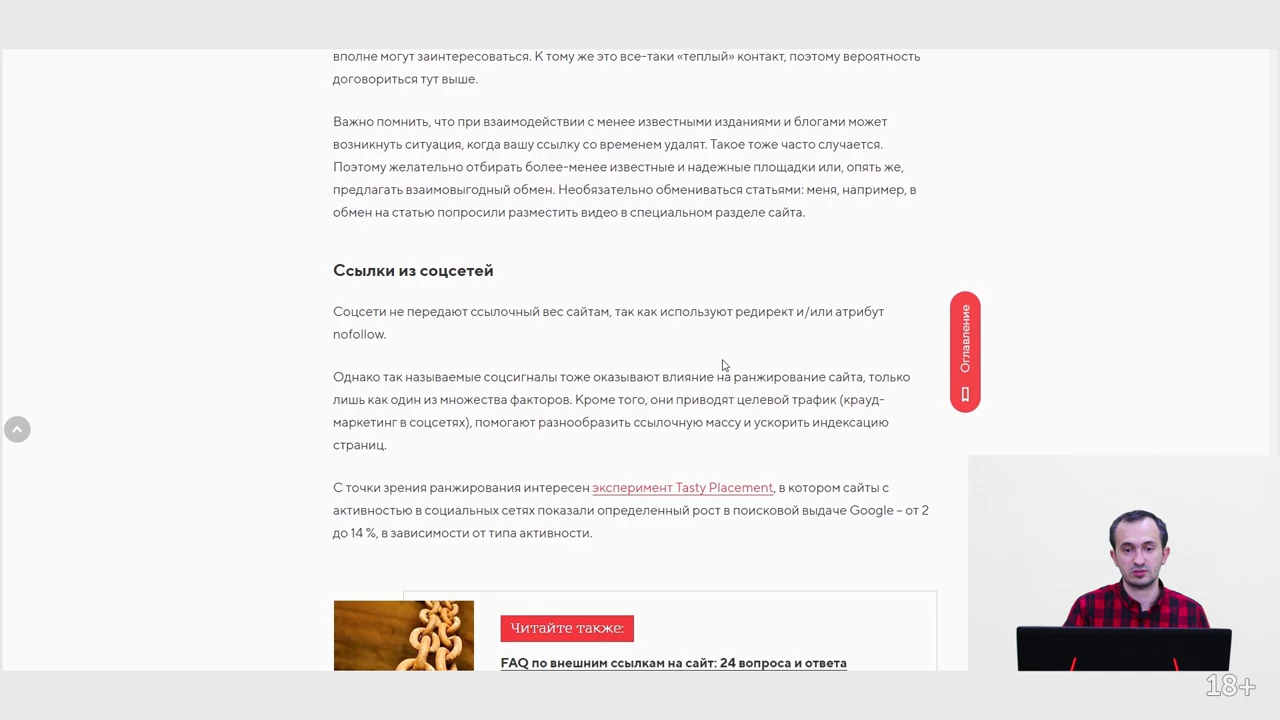 вполне могут заинтересоваться. К тому же это все-таки «теплый» контакт, поэтому вероятность
договориться тут выше.
Важно помнить, что при взаимодействии с менее известными изданиями и блогами может
возникнуть ситуация, когда вашу ссылку со временем удалят. Такое тоже часто случается.
Поэтому желательно отбирать более-менее известные и надежные площадки или, опять же,
предлагать взаимовыгодный обмен. Необязательно обмениваться статьями: меня, например, в
обмен на статью попросили разместить видео в специальном разделе сайта.
Ссылки из соцсетей
Соцсети не передают ссылочный вес сайтам, так как используют редирект и/или атрибут
nofollow.
Однако так называемые соцсигналы тоже оказывают влияние на ранжирование сайта, только
лишь как один из множества факторов. Кроме того, они приводят целевой трафик (крауд-
маркетинг в соцсетях), помогают разнообразить ссылочную массу и ускорить индексацию
страниц.
С точки зрения ранжирования интересен эксперимент Tasty Placement, в котором сайты с
активностью в социальных сетях показали определенный рост в поисковой выдаче Google – от 2
до 14 %, в зависимости от типа активности.
Оглавление
Читайте также:
FAQ по внешним ссылкам на сайт: 24 вопроса и ответа
18+